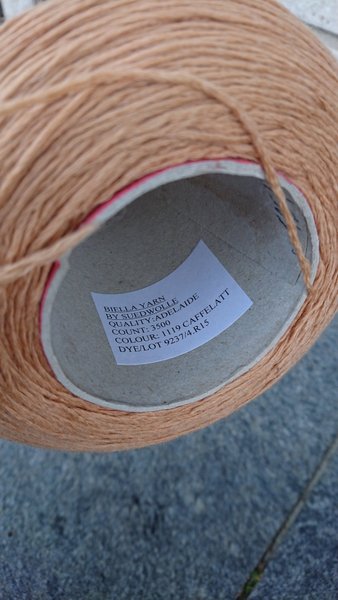 BIELLA YARN
BY SUEDWOLLE
QUALITY:ADELAIDE
COUNT: 3500
COLOUR: 1119 CAFFELATT
DYE/LOT 9237/4.R15